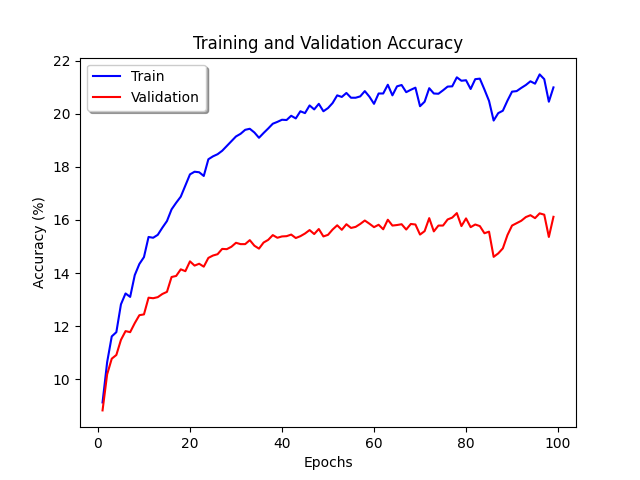 Training and Validation Accuracy
Train
Validation
22
20
18
16
14
12
10
Accuracy (%)
0 20 40 60 80 100
Epochs